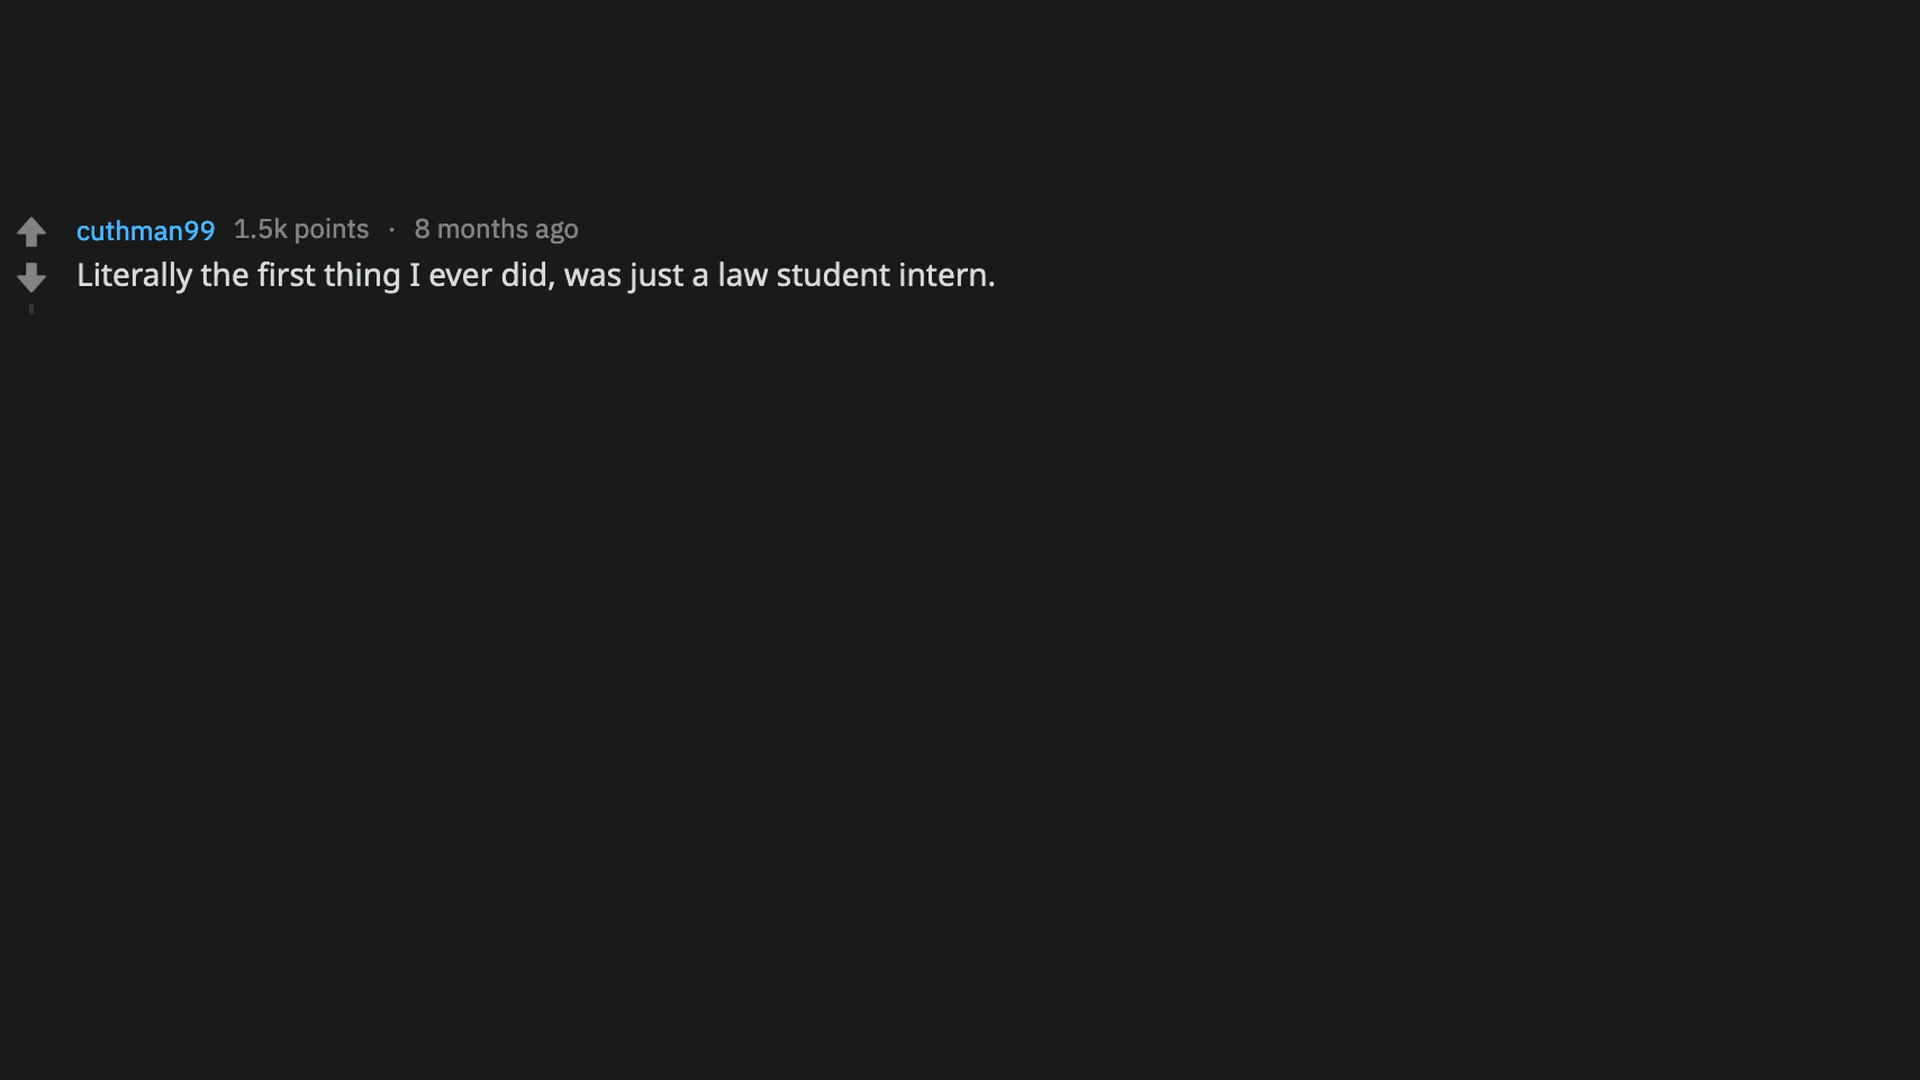 cuthman99 1.5k points · 8 months ago
Literally the first thing I ever did, was just a law student intern.